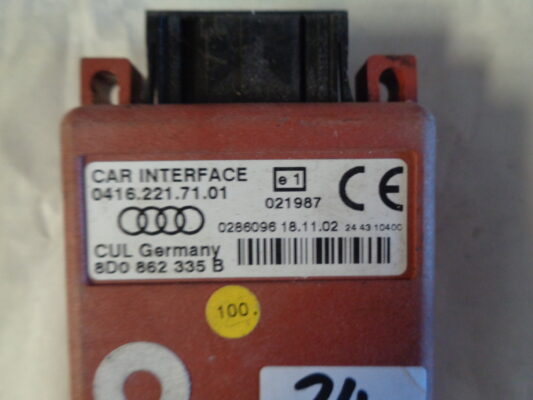 CAR INTERFACE
0416.221.71.01
e 1
021987
CE
0286096 18.11.02 24 43 10400
CUL Germany
8D0 862 335 B
100.